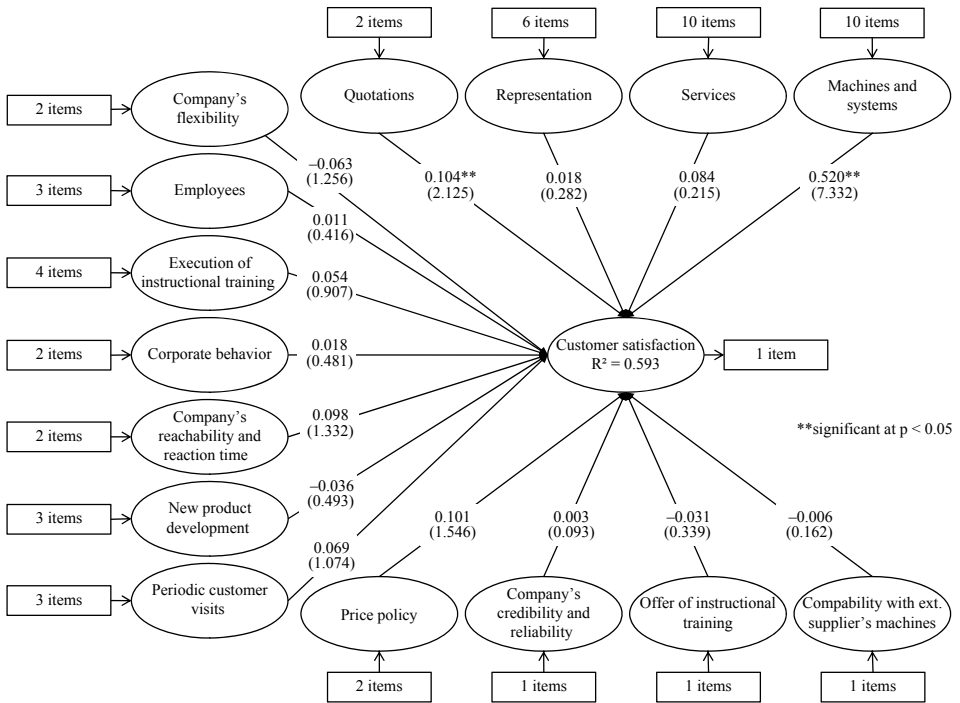 2 items
6 items
10 items
10 items
Quotations
Representation
Services
Machines and
systems
2 items
Company’s
flexibility
–0.063
(1.256)
0.104**
(2.125)
0.018
(0.282)
0.084
(0.215)
0.520**
(7.332)
3 items
Employees
0.011
(0.416)
4 items
Execution of
instructional training
0.054
(0.907)
2 items
Corporate behavior
0.018
(0.481)
Customer satisfaction
R² = 0.593
1 item
2 items
Company’s
reachability and
reaction time
0.098
(1.332)
**significant at p < 0.05
3 items
New product
development
–0.036
(0.493)
3 items
Periodic customer
visits
0.069
(1.074)
0.101
(1.546)
0.003
(0.093)
–0.031
(0.339)
–0.006
(0.162)
Price policy
Company’s
credibility and
reliability
Offer of instructional
training
Compability with ext.
supplier’s machines
2 items
1 items
1 items
1 items